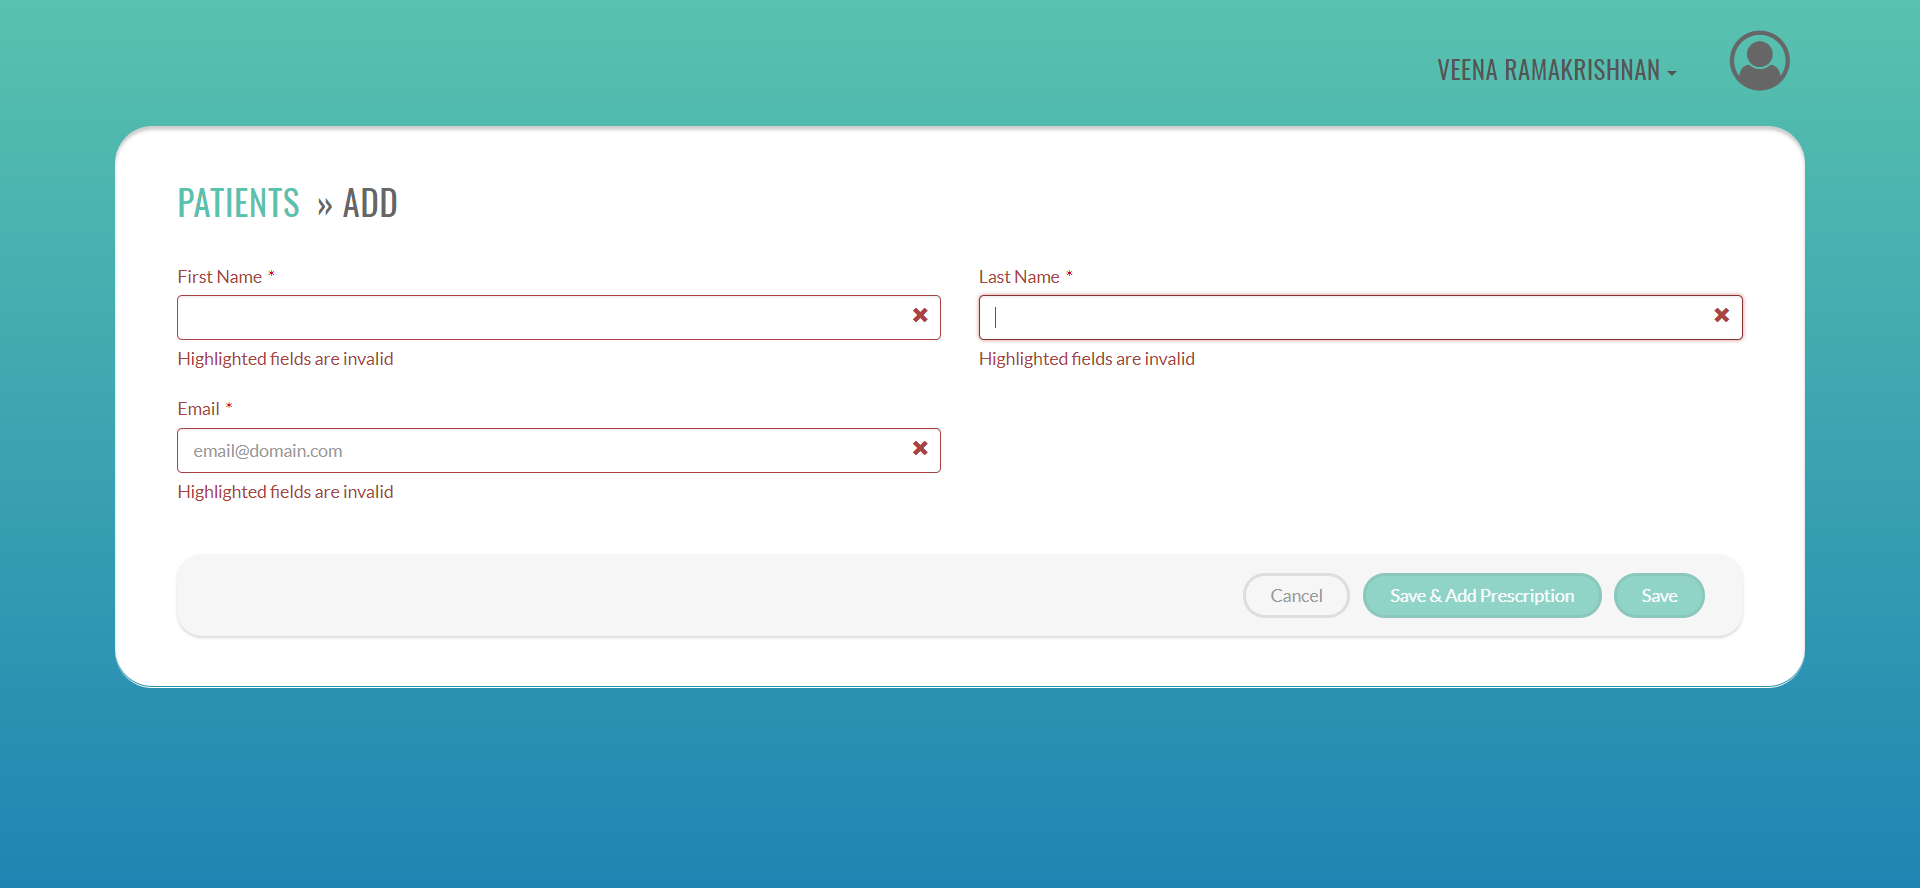 VEENA RAMAKRISHNAN
PATIENTS » ADD
First Name *
Last Name *
Highlighted fields are invalid
Highlighted fields are invalid
Email *
email@domain.com
Highlighted fields are invalid
Cancel
Save & Add Prescription
Save